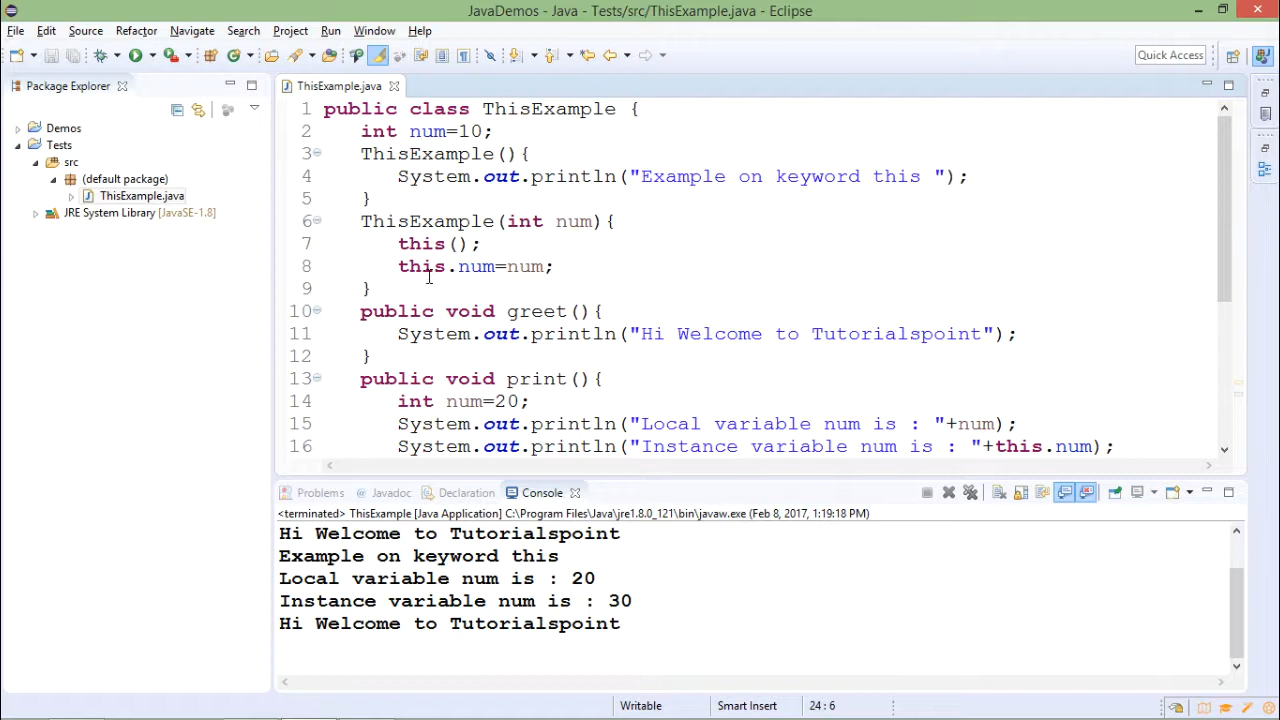 JavaDemos - Java - Tests/src/ThisExample.java - Eclipse
File Edit Source Refactor Navigate Search Project Run Window Help
Quick Access
Package Explorer
Demos
Tests
src
(default package)
ThisExample.java
JRE System Library [JavaSE-1.8]
ThisExample.java
1 public class ThisExample {
2 int num=10;
3 ThisExample(){
4 System.out.println("Example on keyword this ");
5 }
6 ThisExample(int num){
7 this();
8 this.num=num;
9 }
10 public void greet(){
11 System.out.println("Hi Welcome to Tutorialspoint");
12 }
13 public void print(){
14 int num=20;
15 System.out.println("Local variable num is : "+num);
16 System.out.println("Instance variable num is : "+this.num);
Problems Javadoc Declaration Console
<terminated> ThisExample [Java Application] C:\Program Files\Java\jre1.8.0_121\bin\javaw.exe (Feb 8, 2017, 1:19:18 PM)
Hi Welcome to Tutorialspoint
Example on keyword this
Local variable num is : 20
Instance variable num is : 30
Hi Welcome to Tutorialspoint
Writable Smart Insert 24 : 6